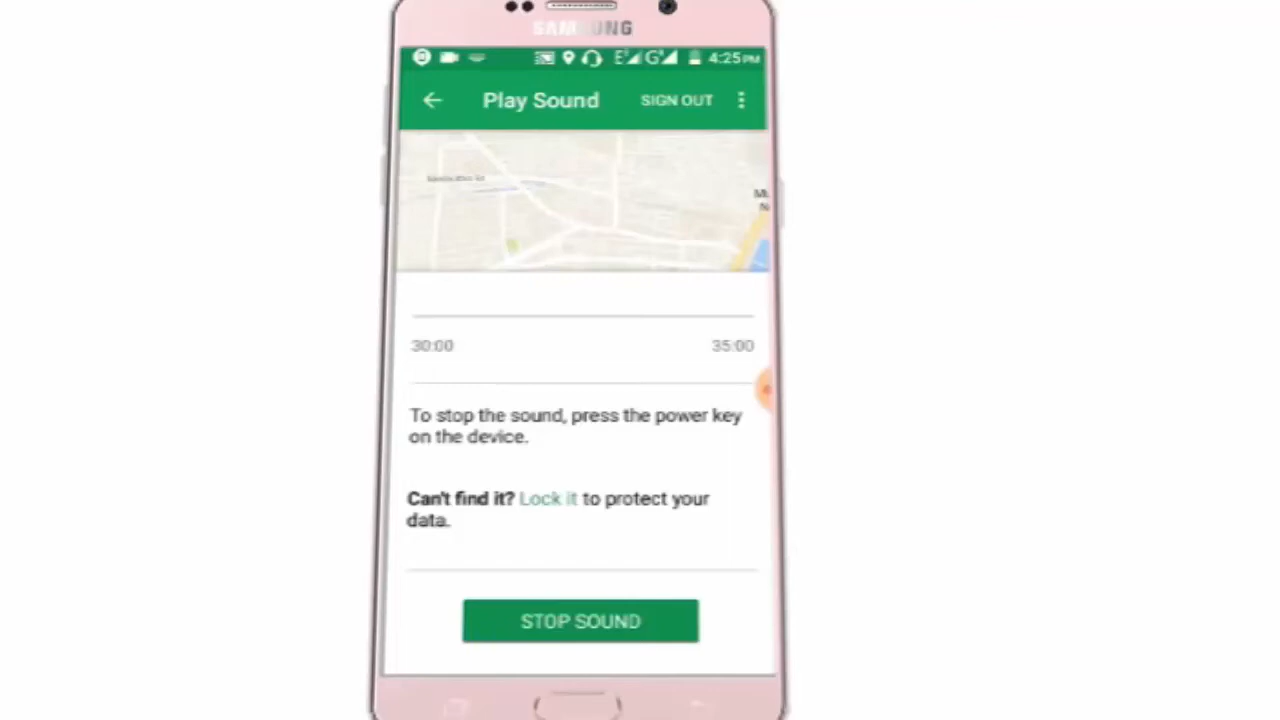 SAMSUNG
4:25PM
Play Sound SIGN OUT
30:00 35:00
To stop the sound, press the power key
on the device.
Can't find it? Lock it to protect your
data.
STOP SOUND